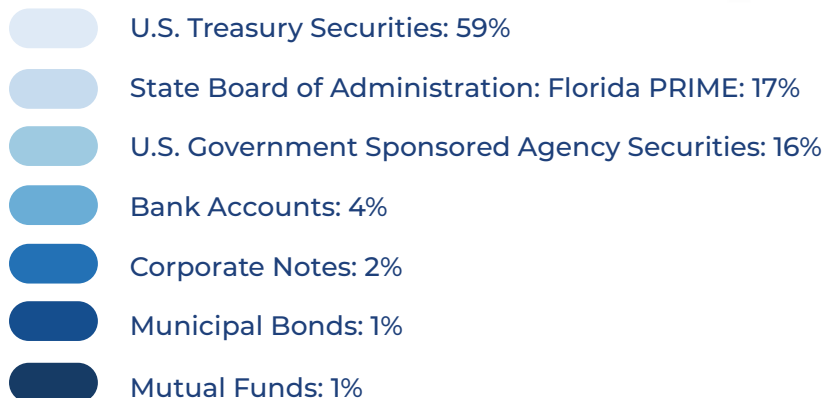 U.S. Treasury Securities: 59%
State Board of Administration: Florida PRIME: 17%
U.S. Government Sponsored Agency Securities: 16%
Bank Accounts: 4%
Corporate Notes: 2%
Municipal Bonds: 1%
Mutual Funds: 1%